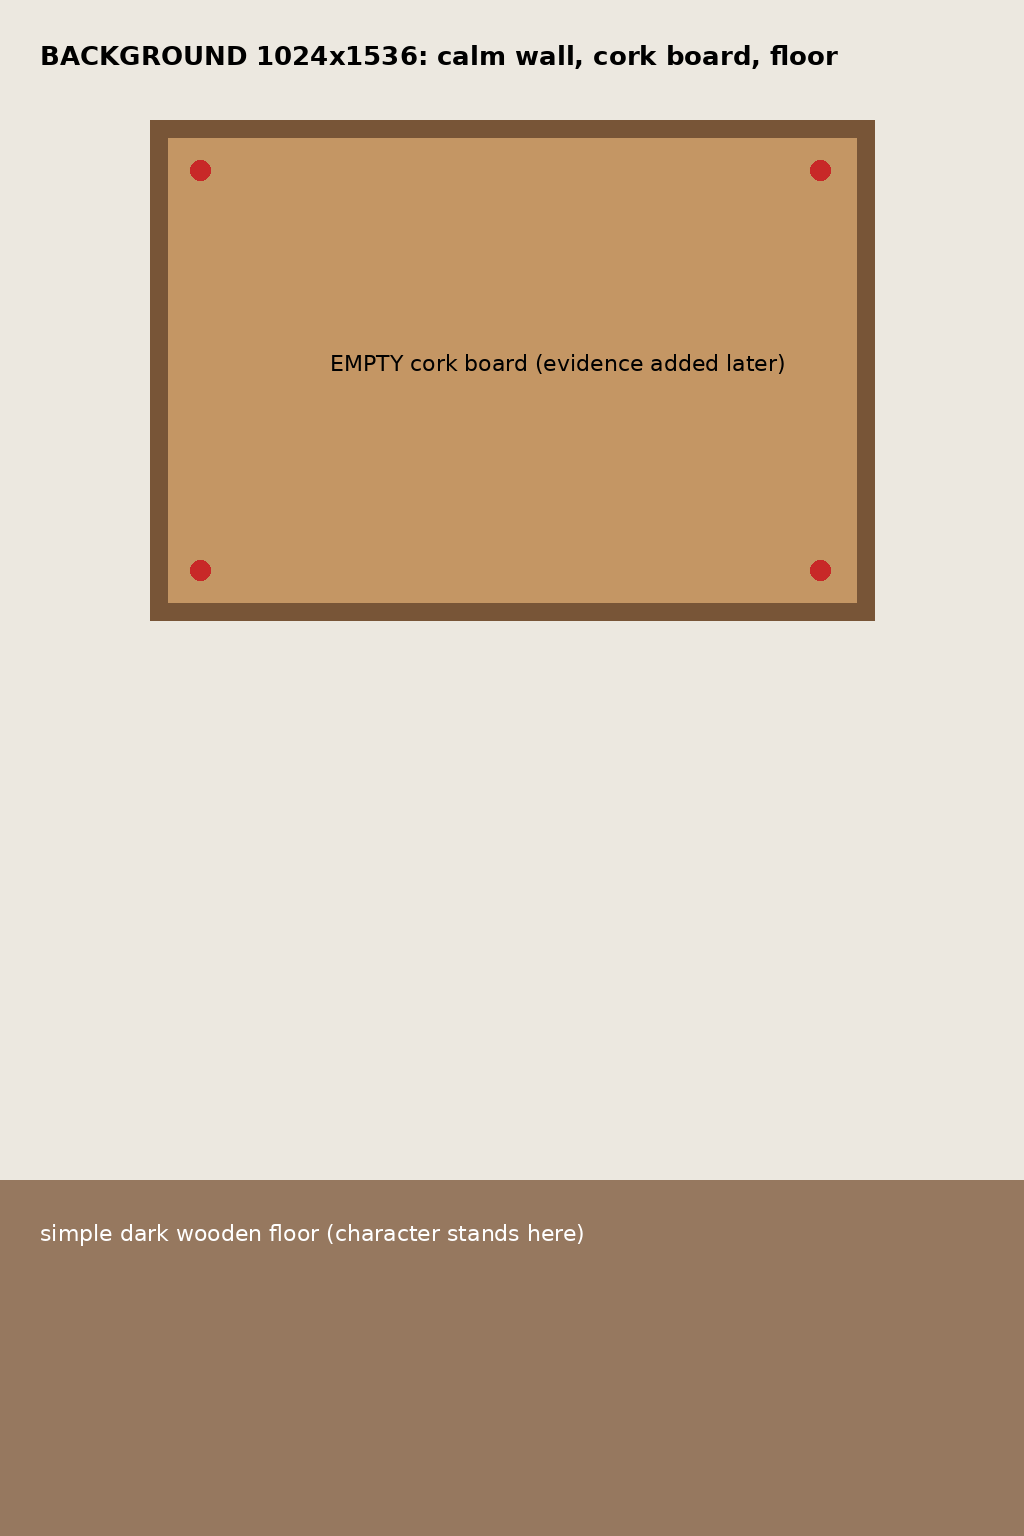 BACKGROUND 1024x1536: calm wall, cork board, floor
EMPTY cork board (evidence added later)
simple dark wooden floor (character stands here)